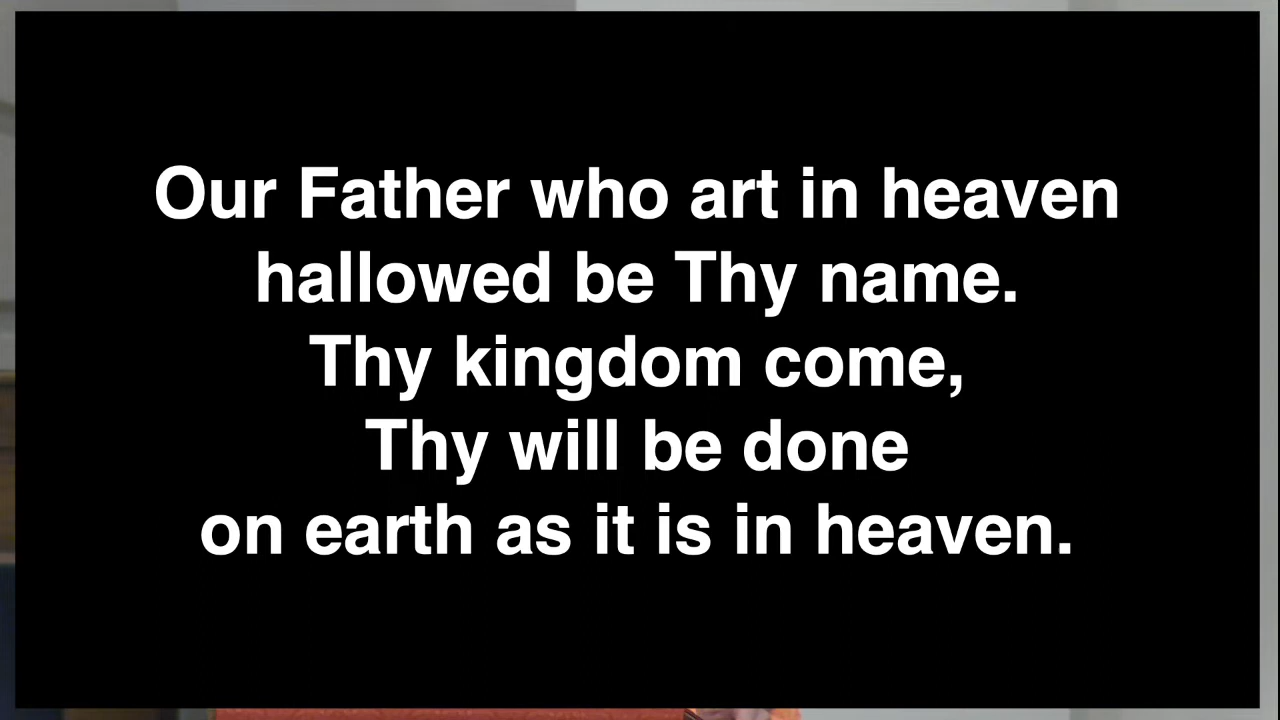 Our Father who art in heaven
hallowed be Thy name.
Thy kingdom come,
Thy will be done
on earth as it is in heaven.